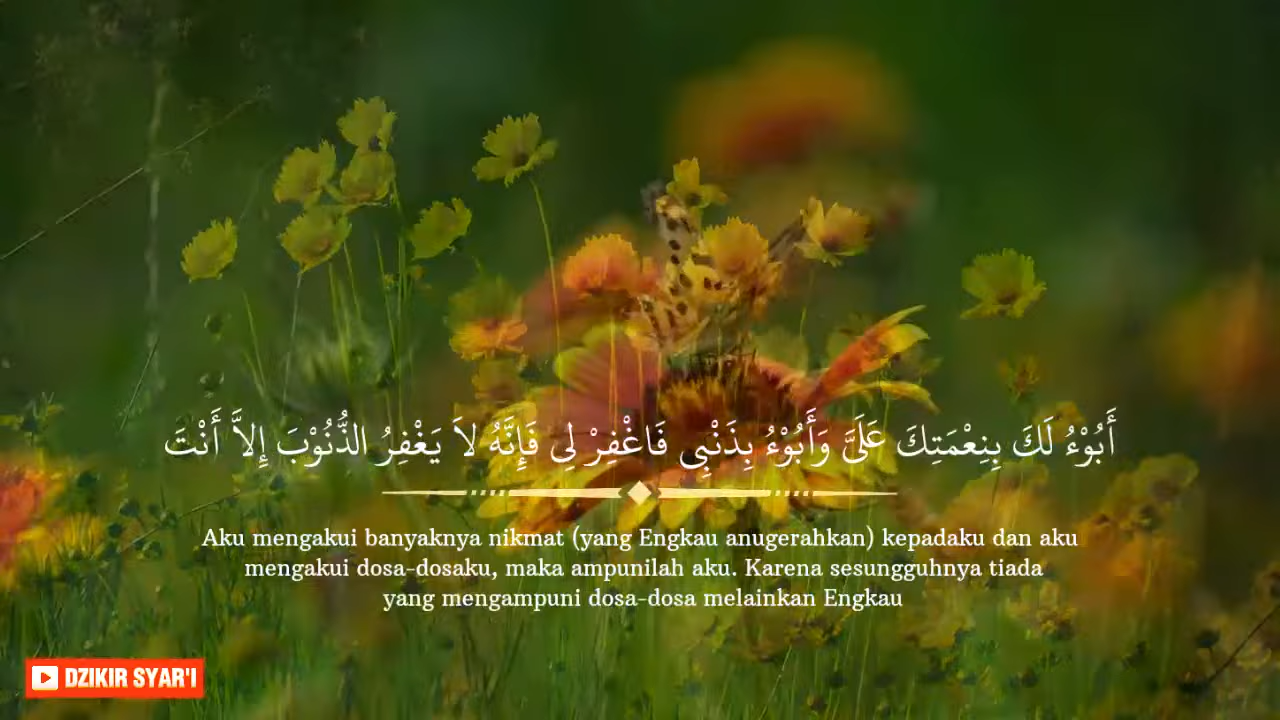 أَبُوْءُ لَكَ بِنِعْمَتِكَ عَلَيَّ وَأَبُوْءُ بِذَنْبِي فَاغْفِرْ لِى فَإِنَّهُ لاَ يَغْفِرُ الذُّنُوْبَ إِلاَّ أَنْتَ
Aku mengakui banyaknya nikmat (yang Engkau anugerahkan) kepadaku dan aku
mengakui dosa-dosaku, maka ampunilah aku. Karena sesungguhnya tiada
yang mengampuni dosa-dosa melainkan Engkau
DZIKIR SYAR'I